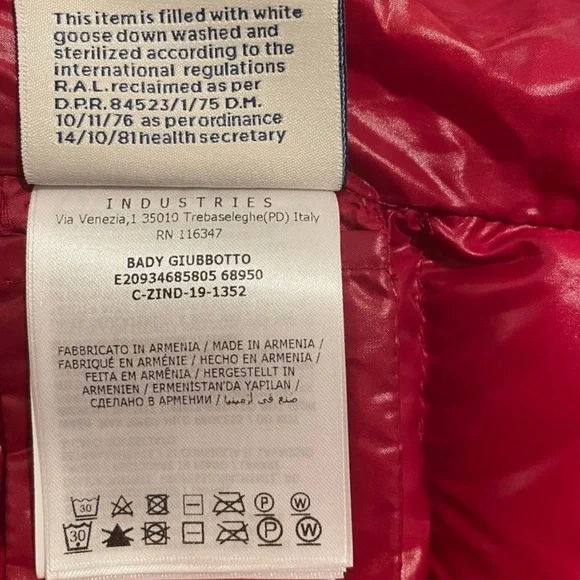 This item is filled with white
goose down washed and
sterilized according to the
international regulations
R.A.L. reclaimed as per
D.P.R. 84523/1/75 D.M.
10/11/76 as per ordinance
14/10/81 health secretary
INDUSTRIES
Via Venezia,1 35010 Trebaseleghe(PD) Italy
RN 116347
BADY GIUBBOTTO
E20934685805 68950
C-ZIND-19-1352
FABBRICATO IN ARMENIA / MADE IN ARMENIA /
FABRIQUÉ EN ARMÉNIE / HECHO EN ARMENIA /
FEITA EM ARMÊNIA / HERGESTELLT IN
ARMENIEN / ERMENİSTAN'DA YAPILAN /
СДЕЛАНО В АРМЕНИИ / صنع في أرمينيا
30 P W
30 P W